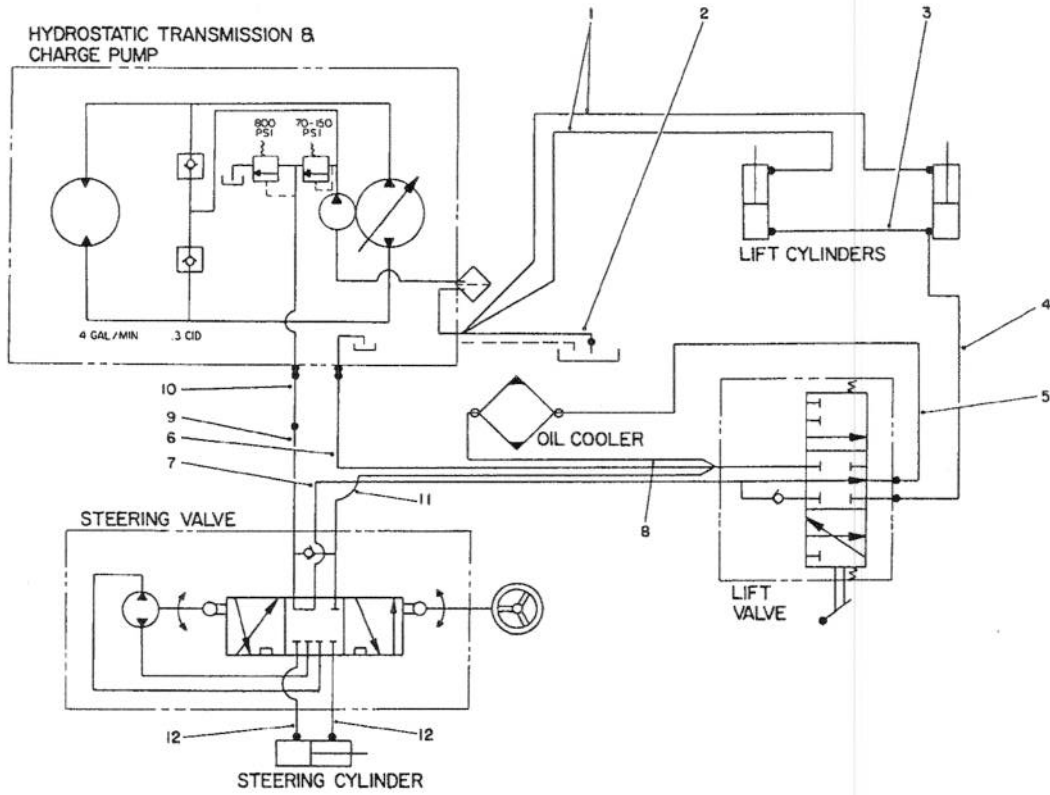 1
2
3
HYDROSTATIC TRANSMISSION &
CHARGE PUMP
800
PSI
70-150
PSI
LIFT CYLINDERS
4 GAL/MIN
.3 CID
4
10
9
6
7
OIL COOLER
5
11
8
STEERING VALVE
LIFT
VALVE
12
12
STEERING CYLINDER